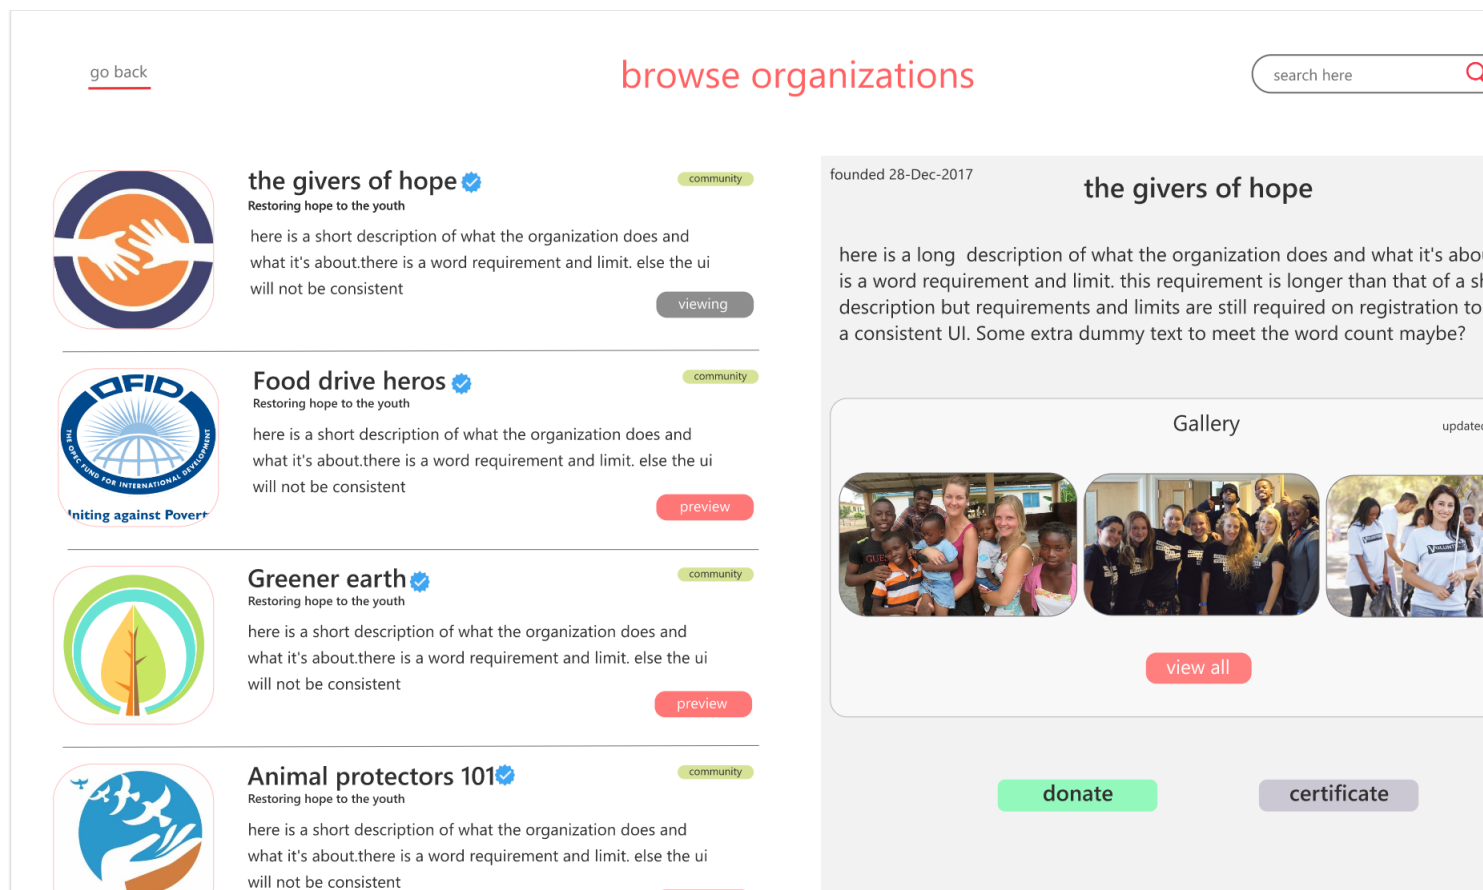 go back
browse organizations
search here
the givers of hope
community
Restoring hope to the youth
here is a short description of what the organization does and
what it's about.there is a word requirement and limit. else the ui
will not be consistent
viewing
OFID
THE OPEC FUND FOR INTERNATIONAL DEVELOPMENT
Uniting against Povert
Food drive heros
community
Restoring hope to the youth
here is a short description of what the organization does and
what it's about.there is a word requirement and limit. else the ui
will not be consistent
preview
Greener earth
community
Restoring hope to the youth
here is a short description of what the organization does and
what it's about.there is a word requirement and limit. else the ui
will not be consistent
preview
Animal protectors 101
community
Restoring hope to the youth
here is a short description of what the organization does and
what it's about.there is a word requirement and limit. else the ui
will not be consistent
founded 28-Dec-2017
the givers of hope
here is a long  description of what the organization does and what it's abou
is a word requirement and limit. this requirement is longer than that of a sh
description but requirements and limits are still required on registration to
a consistent UI. Some extra dummy text to meet the word count maybe?
Gallery
updated
GUESS
VOLUNT
view all
donate
certificate